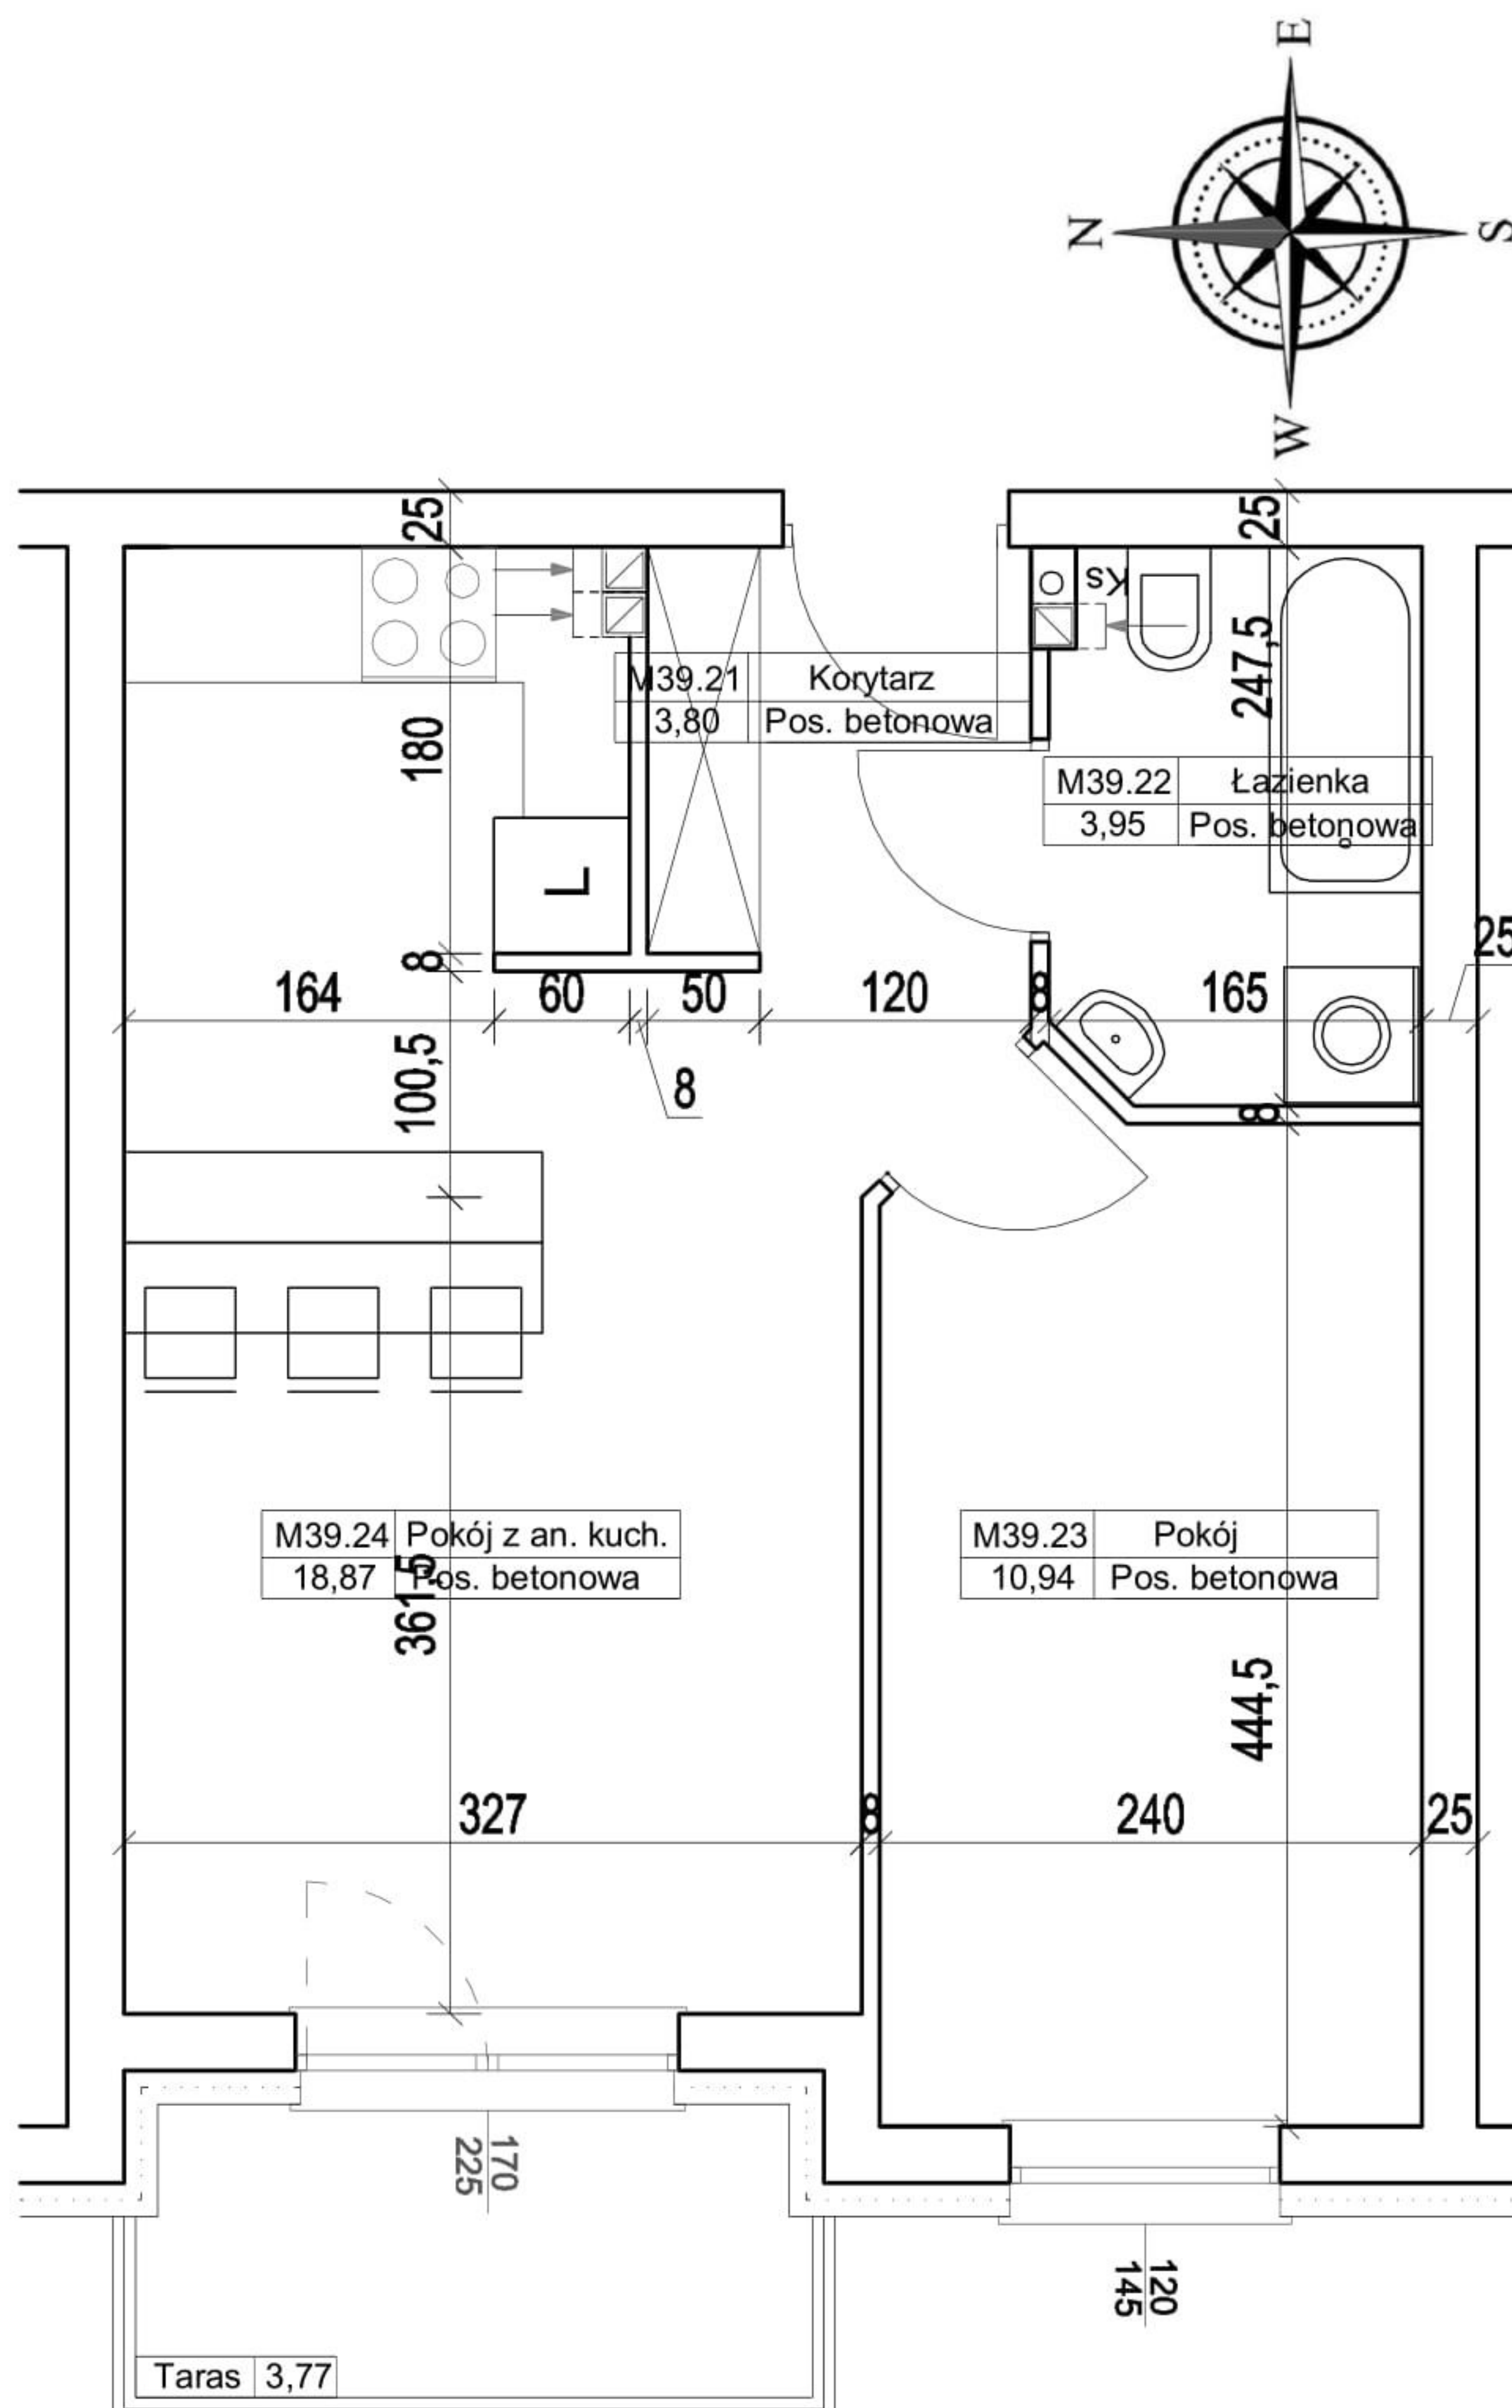 E
N
S
W
25
25
KS
247,5
M39.21 Korytarz
3,80 Pos. betonowa
180
M39.22 Łazienka
3,95 Pos. betonowa
L
8
25
164
60
50
120
8
165
100,5
8
8
M39.24 Pokój z an. kuch.
18,87 Pos. betonowa
M39.23 Pokój
10,94 Pos. betonowa
361,5
444,5
327
8
240
25
170
225
120
145
Taras 3,77